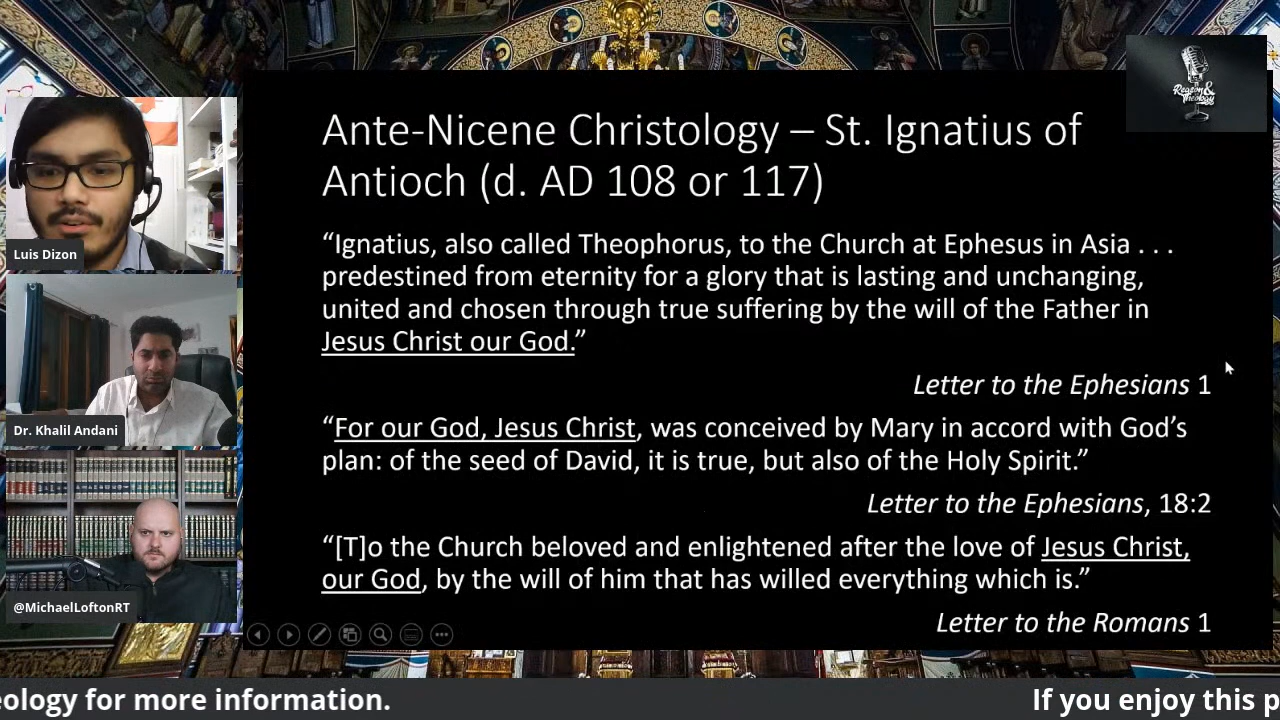 Reason &
Theology
Luis Dizon
Dr. Khalil Andani
@MichaelLoftonRT
Ante-Nicene Christology – St. Ignatius of
Antioch (d. AD 108 or 117)
“Ignatius, also called Theophorus, to the Church at Ephesus in Asia . . .
predestined from eternity for a glory that is lasting and unchanging,
united and chosen through true suffering by the will of the Father in
Jesus Christ our God.”
Letter to the Ephesians 1
“For our God, Jesus Christ, was conceived by Mary in accord with God’s
plan: of the seed of David, it is true, but also of the Holy Spirit.”
Letter to the Ephesians, 18:2
“[T]o the Church beloved and enlightened after the love of Jesus Christ,
our God, by the will of him that has willed everything which is.”
Letter to the Romans 1
eology for more information.
If you enjoy this p